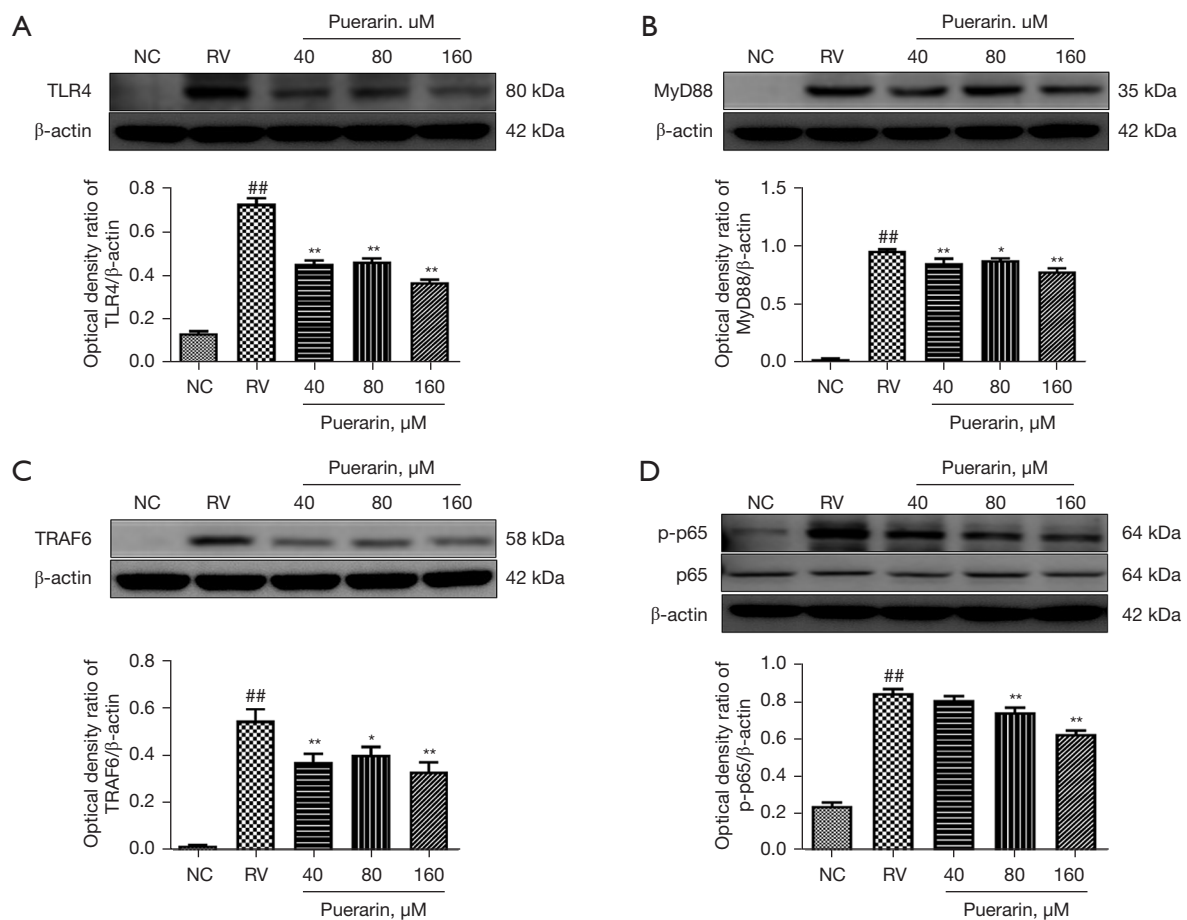 A
Puerarin. uM
NC RV 40 80 160
TLR4 80 kDa
β-actin 42 kDa
Optical density ratio of
TLR4/β-actin
0.8
0.6
0.4
0.2
0.0
##
**
**
**
NC RV 40 80 160
Puerarin, µM
B
Puerarin. uM
NC RV 40 80 160
MyD88 35 kDa
β-actin 42 kDa
Optical density ratio of
MyD88/β-actin
1.5
1.0
0.5
0.0
##
**
*
**
NC RV 40 80 160
Puerarin, µM
C
Puerarin, µM
NC RV 40 80 160
TRAF6 58 kDa
β-actin 42 kDa
Optical density ratio of
TRAF6/β-actin
0.8
0.6
0.4
0.2
0.0
##
**
*
**
NC RV 40 80 160
Puerarin, µM
D
Puerarin, µM
NC RV 40 80 160
p-p65 64 kDa
p65 64 kDa
β-actin 42 kDa
Optical density ratio of
p-p65/β-actin
1.0
0.8
0.6
0.4
0.2
0.0
##
**
**
NC RV 40 80 160
Puerarin, µM